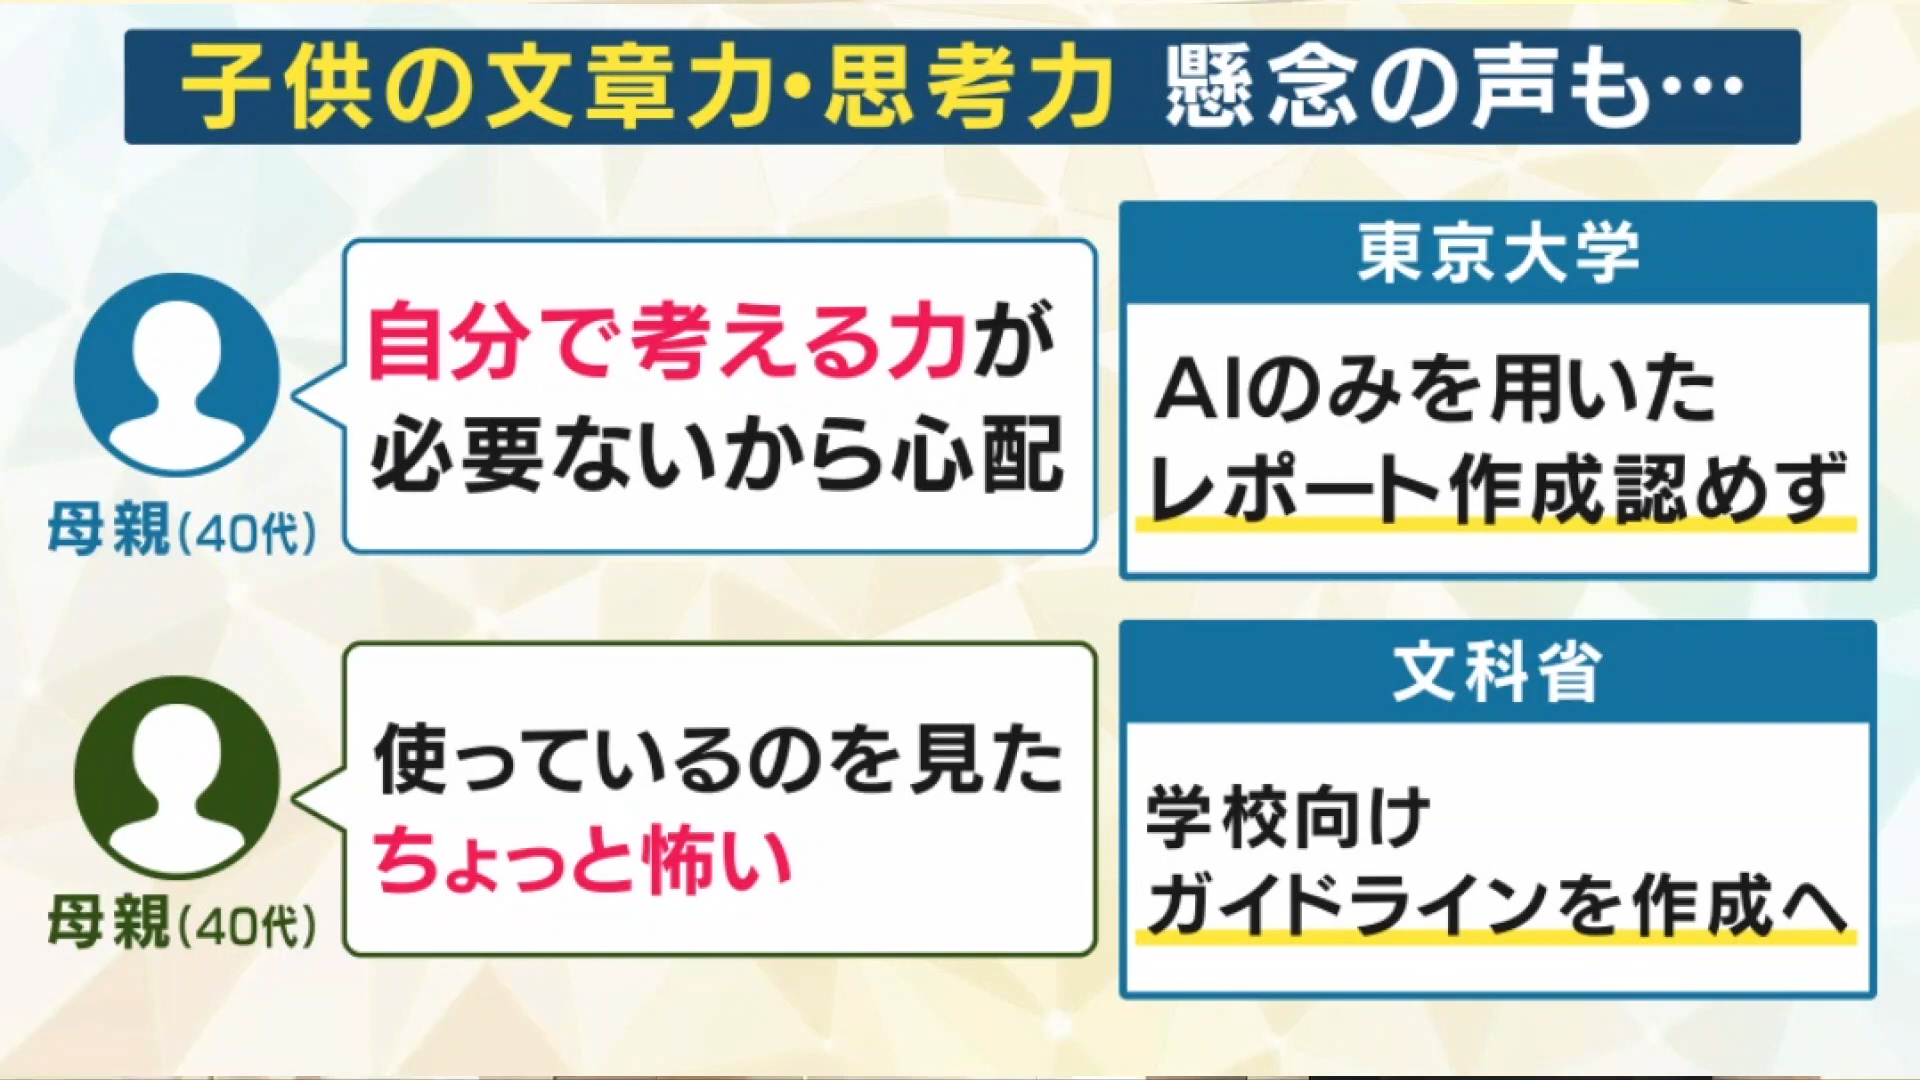 子供の文章力・思考力 懸念の声も…
自分で考える力が
必要ないから心配
母親(40代)
使っているのを見た
ちょっと怖い
母親(40代)
東京大学
AIのみを用いた
レポート作成認めず
文科省
学校向け
ガイドラインを作成へ